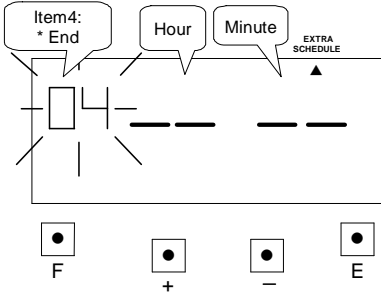 Item4:
* End
Hour
Minute
EXTRA
SCHEDULE
04 -- --
F
+
–
E